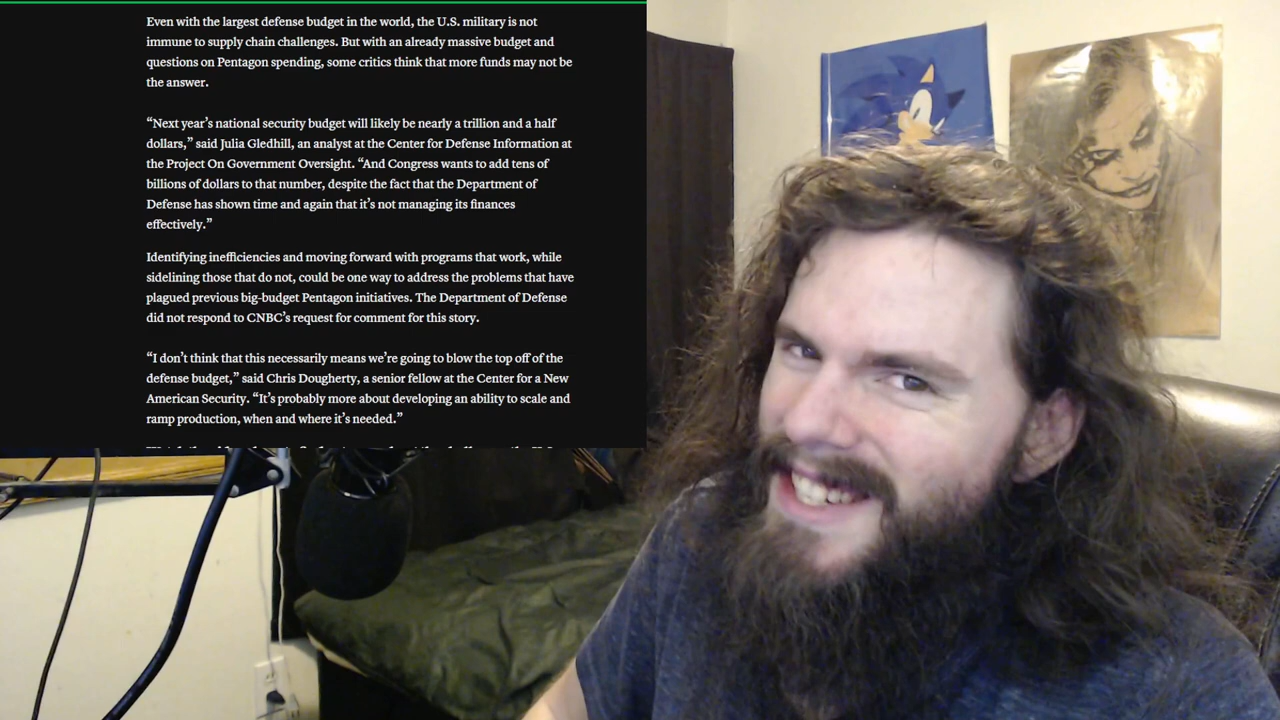 Even with the largest defense budget in the world, the U.S. military is not
immune to supply chain challenges. But with an already massive budget and
questions on Pentagon spending, some critics think that more funds may not be
the answer.
“Next year’s national security budget will likely be nearly a trillion and a half
dollars,” said Julia Gledhill, an analyst at the Center for Defense Information at
the Project On Government Oversight. “And Congress wants to add tens of
billions of dollars to that number, despite the fact that the Department of
Defense has shown time and again that it’s not managing its finances
effectively.”
Identifying inefficiencies and moving forward with programs that work, while
sidelining those that do not, could be one way to address the problems that have
plagued previous big-budget Pentagon initiatives. The Department of Defense
did not respond to CNBC’s request for comment for this story.
“I don’t think that this necessarily means we’re going to blow the top off of the
defense budget,” said Chris Dougherty, a senior fellow at the Center for a New
American Security. “It’s probably more about developing an ability to scale and
ramp production, when and where it’s needed.”